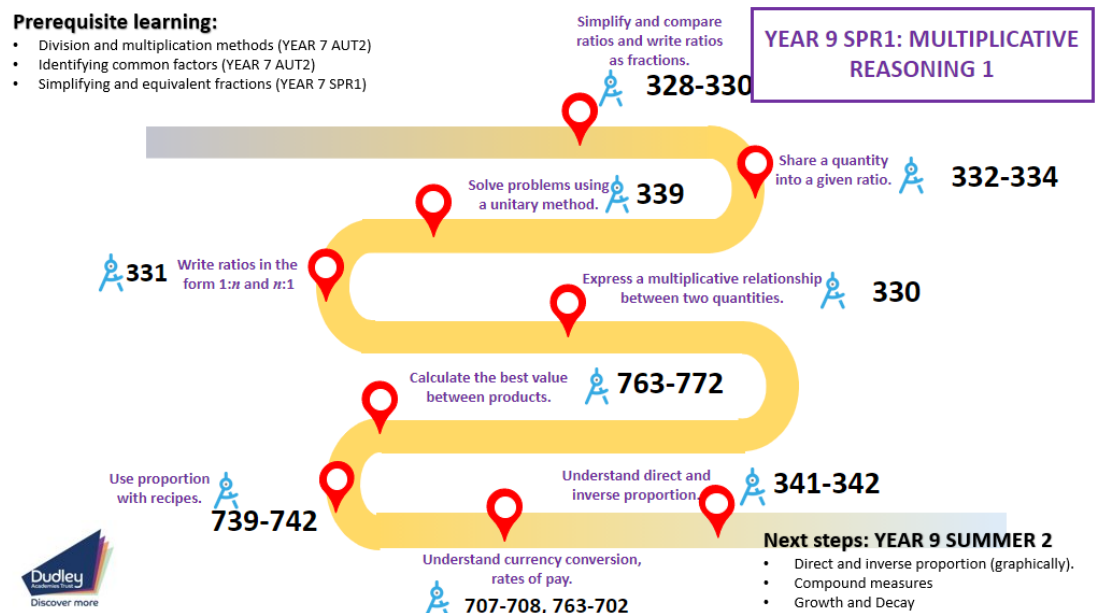 Prerequisite learning:
• Division and multiplication methods (YEAR 7 AUT2)
• Identifying common factors (YEAR 7 AUT2)
• Simplifying and equivalent fractions (YEAR 7 SPR1)
YEAR 9 SPR1: MULTIPLICATIVE
REASONING 1
Simplify and compare
ratios and write ratios
as fractions.
328-330
Share a quantity
into a given ratio.
332-334
Solve problems using
a unitary method.
339
331
Write ratios in the
form 1:n and n:1
Express a multiplicative relationship
between two quantities.
330
Calculate the best value
between products.
763-772
Use proportion
with recipes.
739-742
Understand currency conversion,
rates of pay.
707-708, 763-702
Understand direct and
inverse proportion.
341-342
Next steps: YEAR 9 SUMMER 2
• Direct and inverse proportion (graphically).
• Compound measures
• Growth and Decay
Dudley
Academies Trust
Discover more